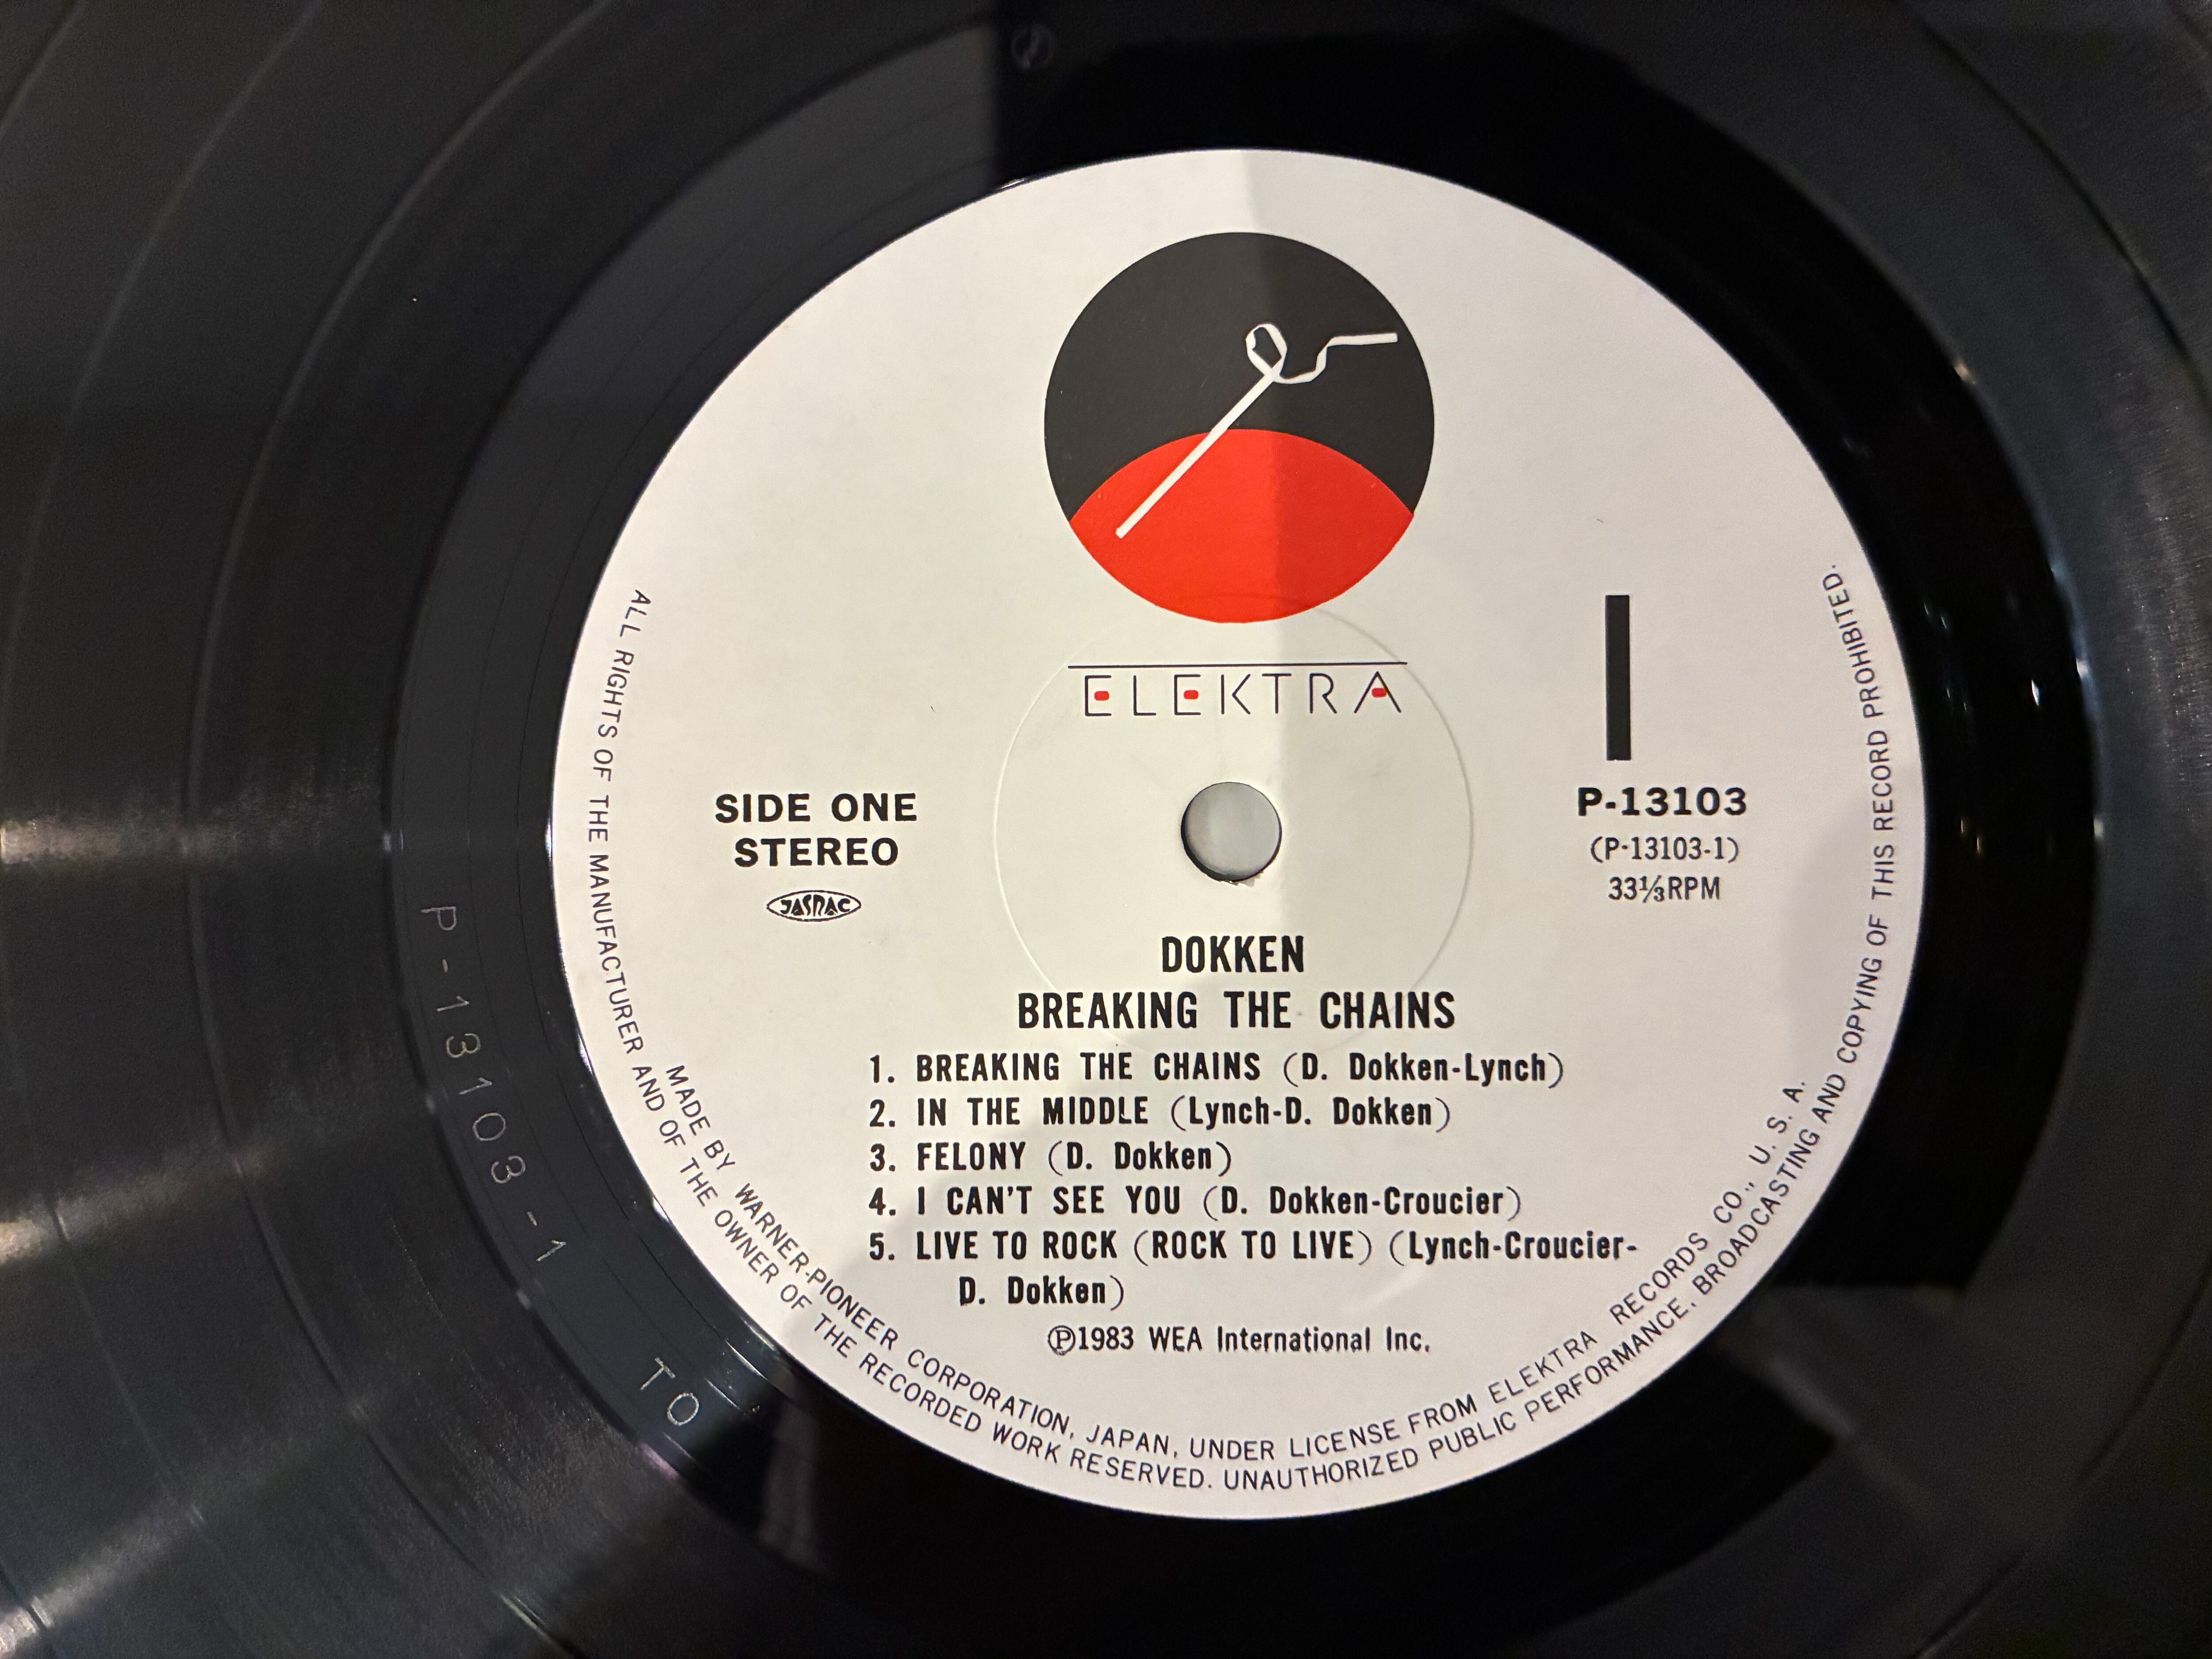 ELEKTRA
I
SIDE ONE
STEREO
JASRAC
P-13103
(P-13103-1)
33⅓RPM
DOKKEN
BREAKING THE CHAINS
1. BREAKING THE CHAINS (D. Dokken-Lynch)
2. IN THE MIDDLE (Lynch-D. Dokken)
3. FELONY (D. Dokken)
4. I CAN'T SEE YOU (D. Dokken-Croucier)
5. LIVE TO ROCK (ROCK TO LIVE) (Lynch-Croucier-
D. Dokken)
Ⓟ1983 WEA International Inc.
MADE BY WARNER-PIONEER CORPORATION, JAPAN, UNDER LICENSE FROM ELEKTRA RECORDS CO., U. S. A.
ALL RIGHTS OF THE MANUFACTURER AND OF THE OWNER OF THE RECORDED WORK RESERVED. UNAUTHORIZED PUBLIC PERFORMANCE, BROADCASTING AND COPYING OF THIS RECORD PROHIBITED.
P-13103-1 TO